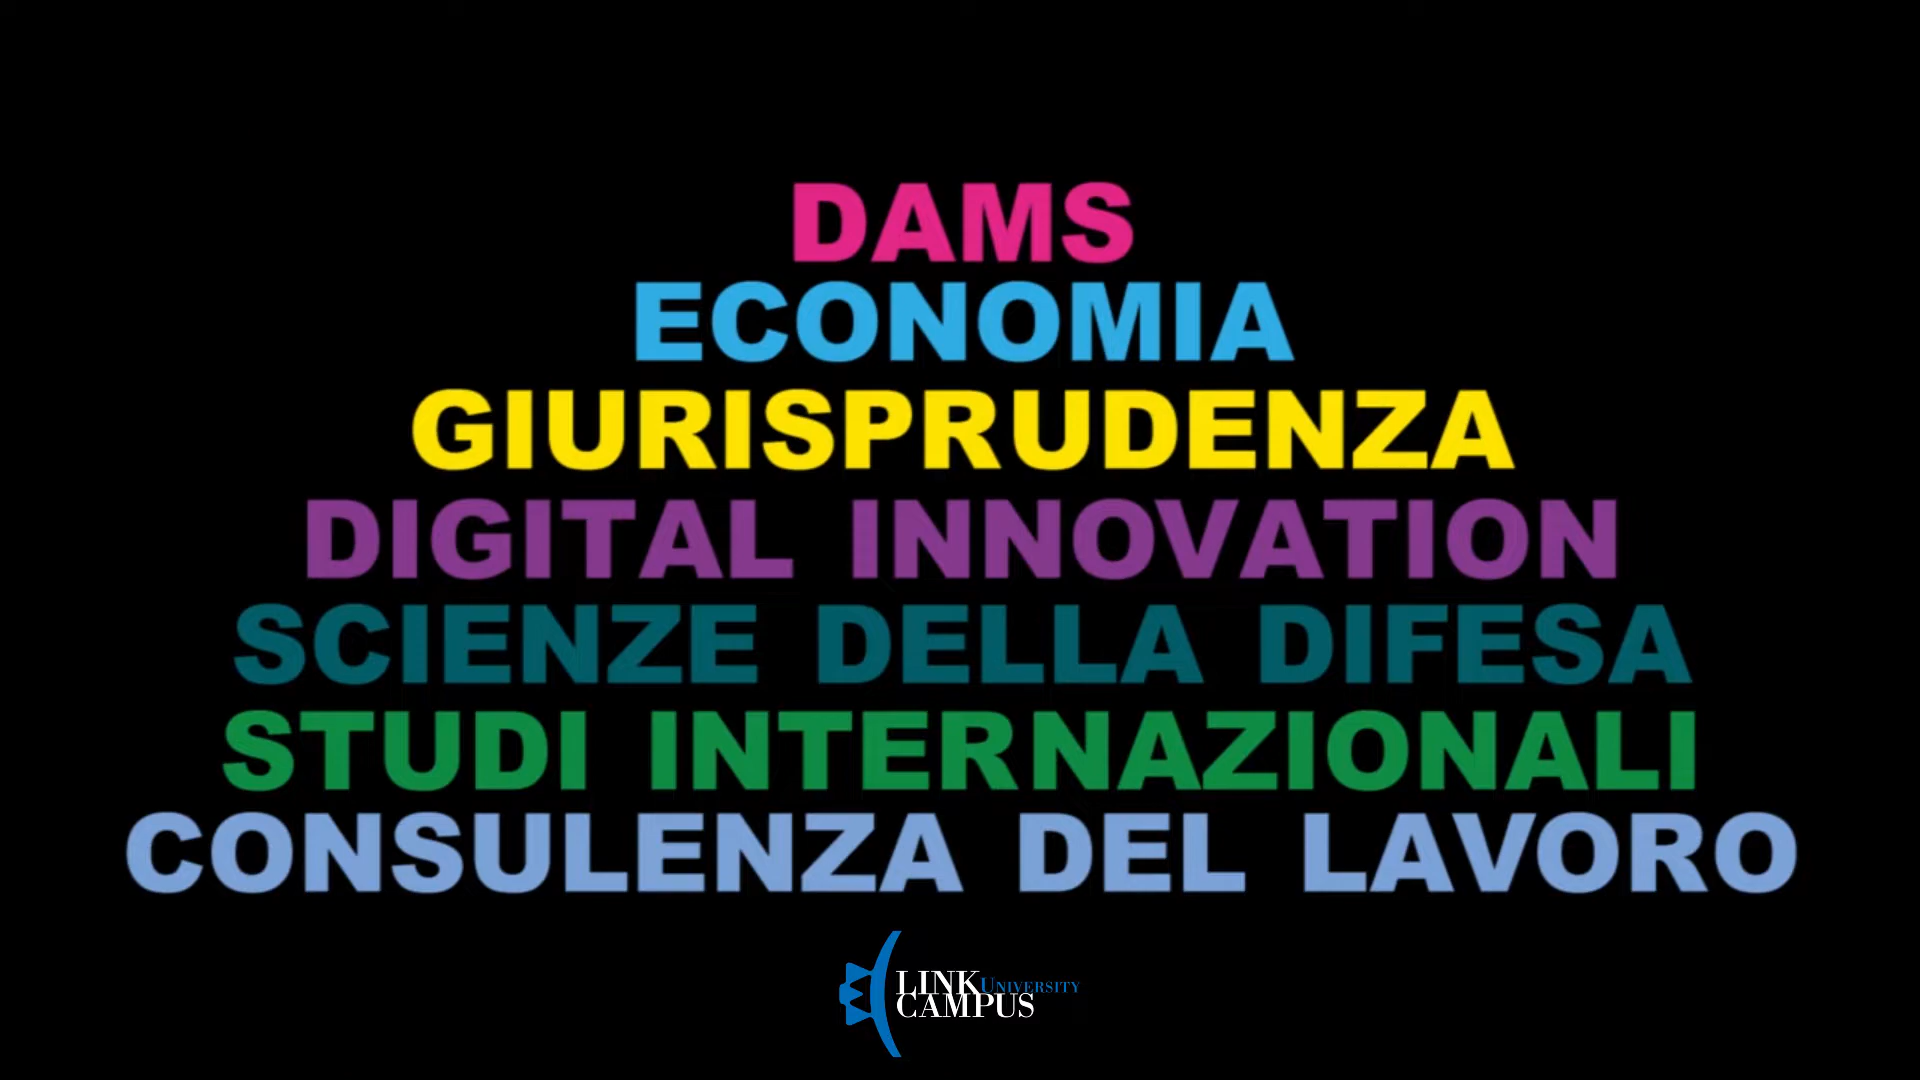 DAMS
ECONOMIA
GIURISPRUDENZA
DIGITAL INNOVATION
SCIENZE DELLA DIFESA
STUDI INTERNAZIONALI
CONSULENZA DEL LAVORO
LINK UNIVERSITY
CAMPUS